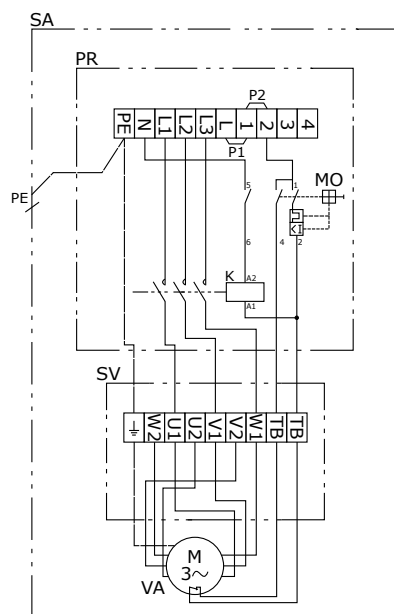 SA
PR
P2
PE N L1 L2 L3 L 1 2 3 4
P1
MO
5 1
PE
6 4 2
K A2
A1
SV
W2 U1 U2 V1 V2 W1 TB TB
M
3~
VA